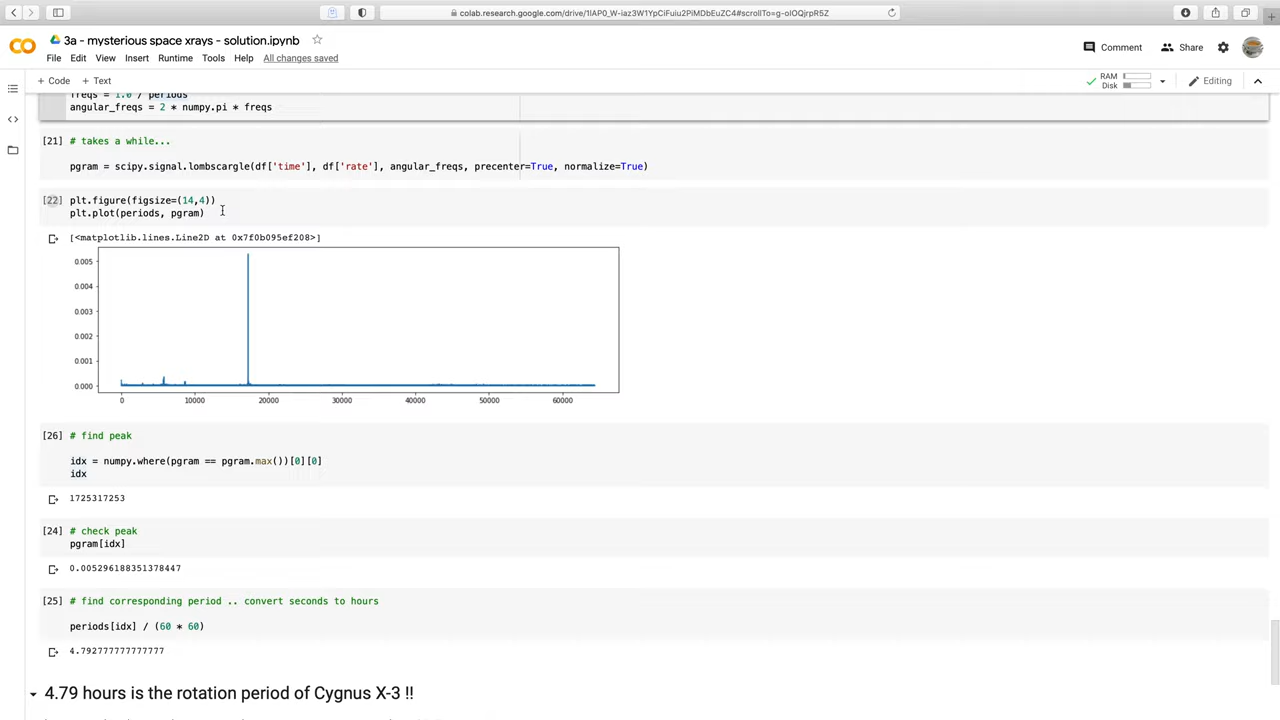 colab.research.google.com/drive/1IAP0_W-iaz3W1YpCiFuiu2PiMDbEuZC4#scrollTo=g-oIOQjrpR5Z
3a - mysterious space xrays - solution.ipynb
Comment
Share
File Edit View Insert Runtime Tools Help All changes saved
+ Code + Text
RAM
Disk
Editing
freqs = 1.0 / periods
angular_freqs = 2 * numpy.pi * freqs
[21] # takes a while...
pgram = scipy.signal.lombscargle(df['time'], df['rate'], angular_freqs, precenter=True, normalize=True)
[22] plt.figure(figsize=(14,4))
plt.plot(periods, pgram)
[<matplotlib.lines.Line2D at 0x7f0b095ef208>]
0.005
0.004
0.003
0.002
0.001
0.000
0 10000 20000 30000 40000 50000 60000
[26] # find peak
idx = numpy.where(pgram == pgram.max())[0][0]
idx
1725317253
[24] # check peak
pgram[idx]
0.005296188351378447
[25] # find corresponding period .. convert seconds to hours
periods[idx] / (60 * 60)
4.792777777777777
4.79 hours is the rotation period of Cygnus X-3 !!